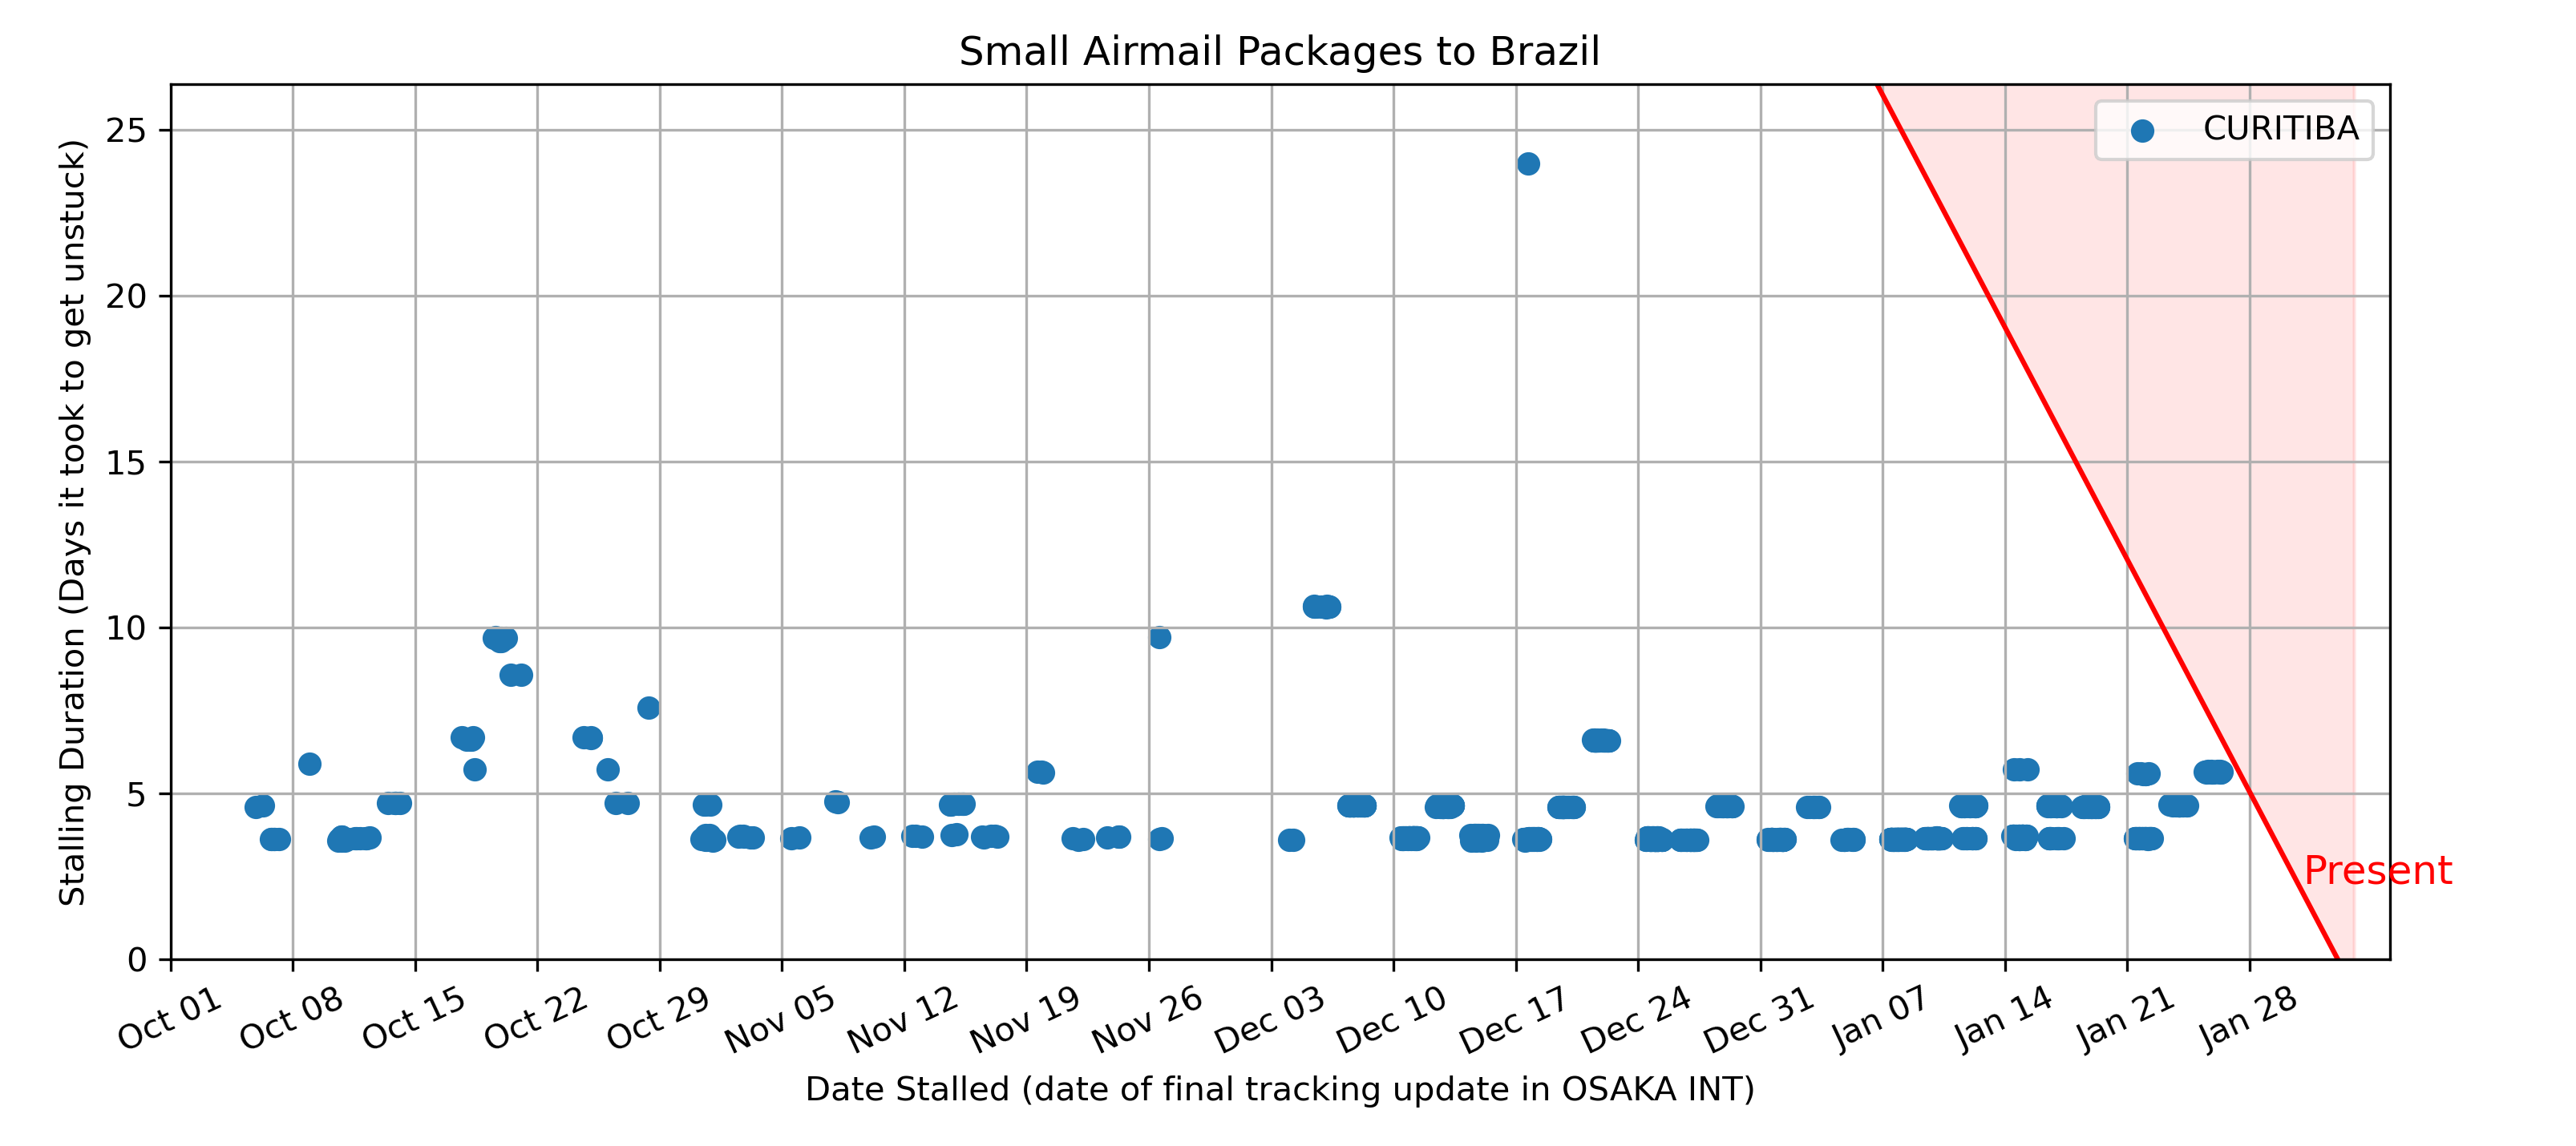 Small Airmail Packages to Brazil
Stalling Duration (Days it took to get unstuck)
25
20
15
10
5
0
CURITIBA
Present
Oct 01
Oct 08
Oct 15
Oct 22
Oct 29
Nov 05
Nov 12
Nov 19
Nov 26
Dec 03
Dec 10
Dec 17
Dec 24
Dec 31
Jan 07
Jan 14
Jan 21
Jan 28
Date Stalled (date of final tracking update in OSAKA INT)